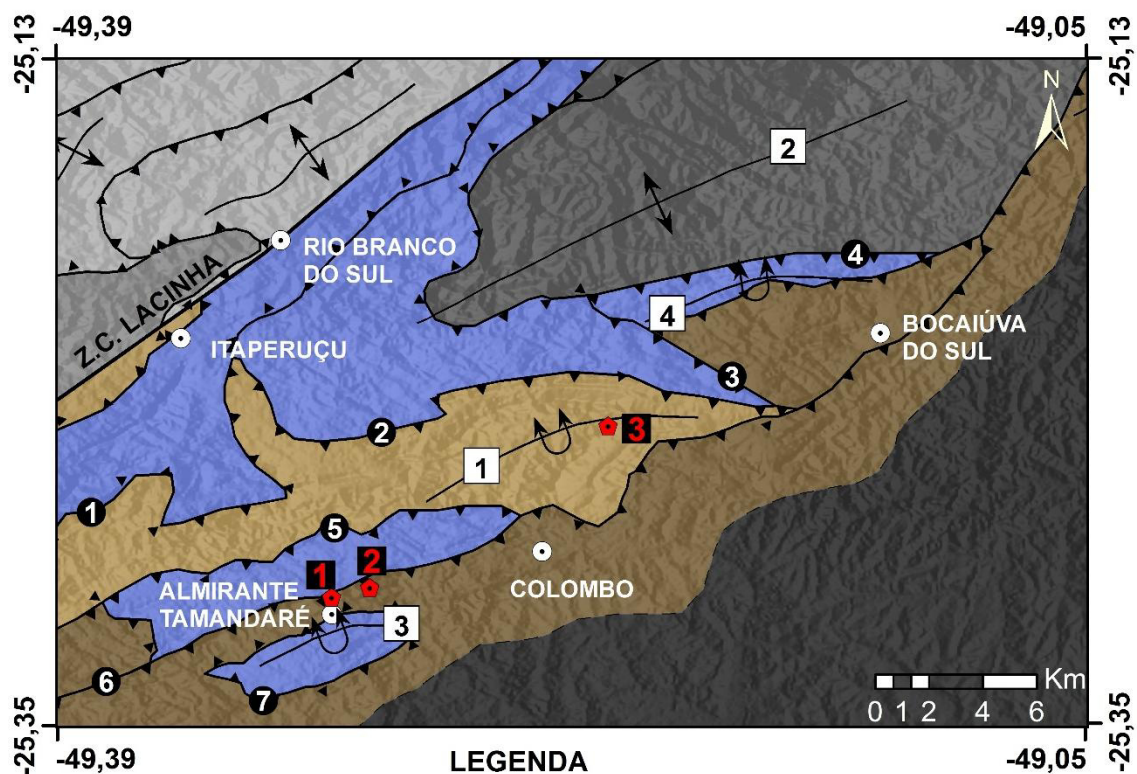 -49,39
-49,05
-25,13
-25,13
N
2
RIO BRANCO
DO SUL
4
Z.C. LACINHA
4
ITAPERUÇU
BOCAIÚVA
DO SUL
3
2
3
1
1
5
2
1
ALMIRANTE
TAMANDARÉ
COLOMBO
3
6
7
Km
0 1 2 4 6
-25,35
-25,35
-49,39
LEGENDA
-49,05